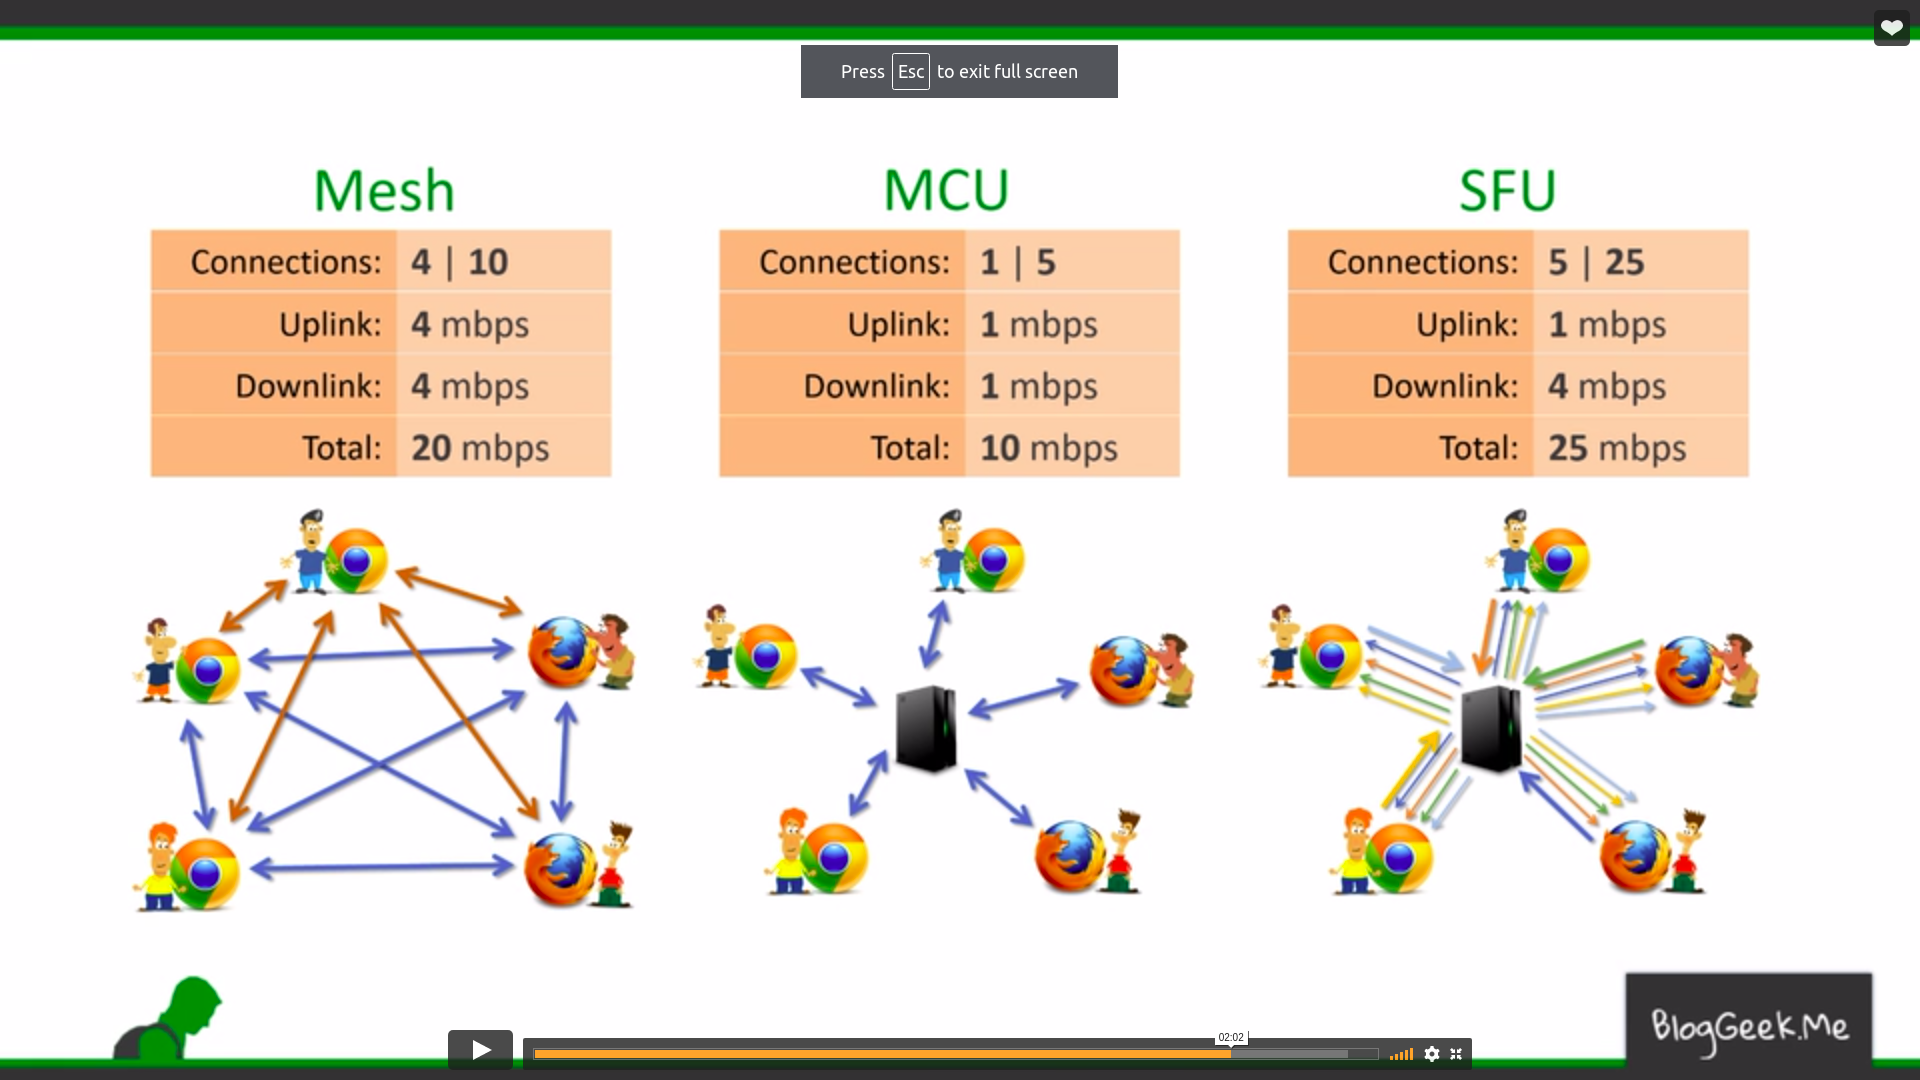 Press Esc to exit full screen
Mesh
Connections: 4 | 10
Uplink: 4 mbps
Downlink: 4 mbps
Total: 20 mbps
MCU
Connections: 1 | 5
Uplink: 1 mbps
Downlink: 1 mbps
Total: 10 mbps
SFU
Connections: 5 | 25
Uplink: 1 mbps
Downlink: 4 mbps
Total: 25 mbps
BlogGeek.Me
02:02